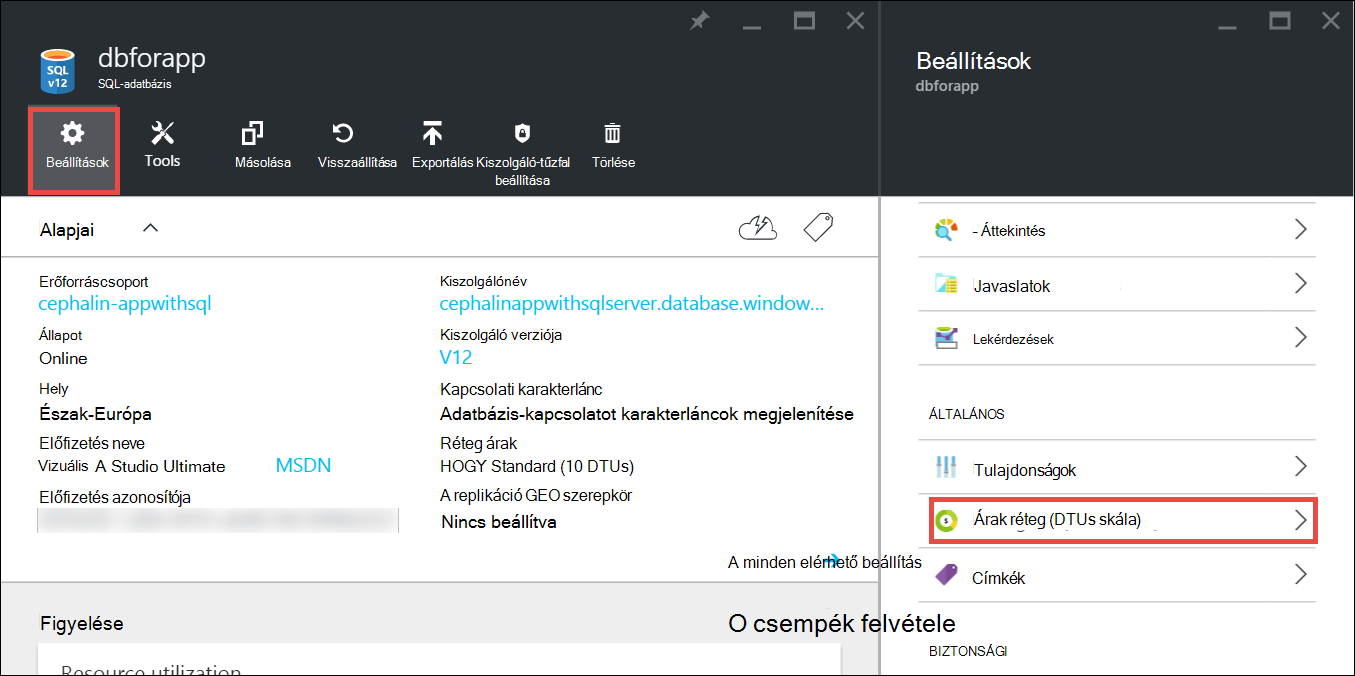 SQL
v12
dbforapp
SQL-adatbázis
Beállítások
Tools
Másolása
Visszaállítása
Exportálás
Kiszolgáló-tűzfal
beállítása
Törlése
Alapjai
Erőforráscsoport
cephalin-appwithsql
Állapot
Online
Hely
Észak-Európa
Előfizetés neve
Vizuális A Studio Ultimate MSDN
Előfizetés azonosítója
Kiszolgálónév
cephalinappwithsqlserver.database.window...
Kiszolgáló verziója
V12
Kapcsolati karakterlánc
Adatbázis-kapcsolatot karakterláncok megjelenítése
Réteg árak
HOGY Standard (10 DTUs)
A replikáció GEO szerepkör
Nincs beállítva
A minden elérhető beállítás
Figyelése
O csempék felvétele
Resource utilization
Beállítások
dbforapp
- Áttekintés
Javaslatok
Lekérdezések
ÁLTALÁNOS
Tulajdonságok
Árak réteg (DTUs skála)
Címkék
BIZTONSÁGI